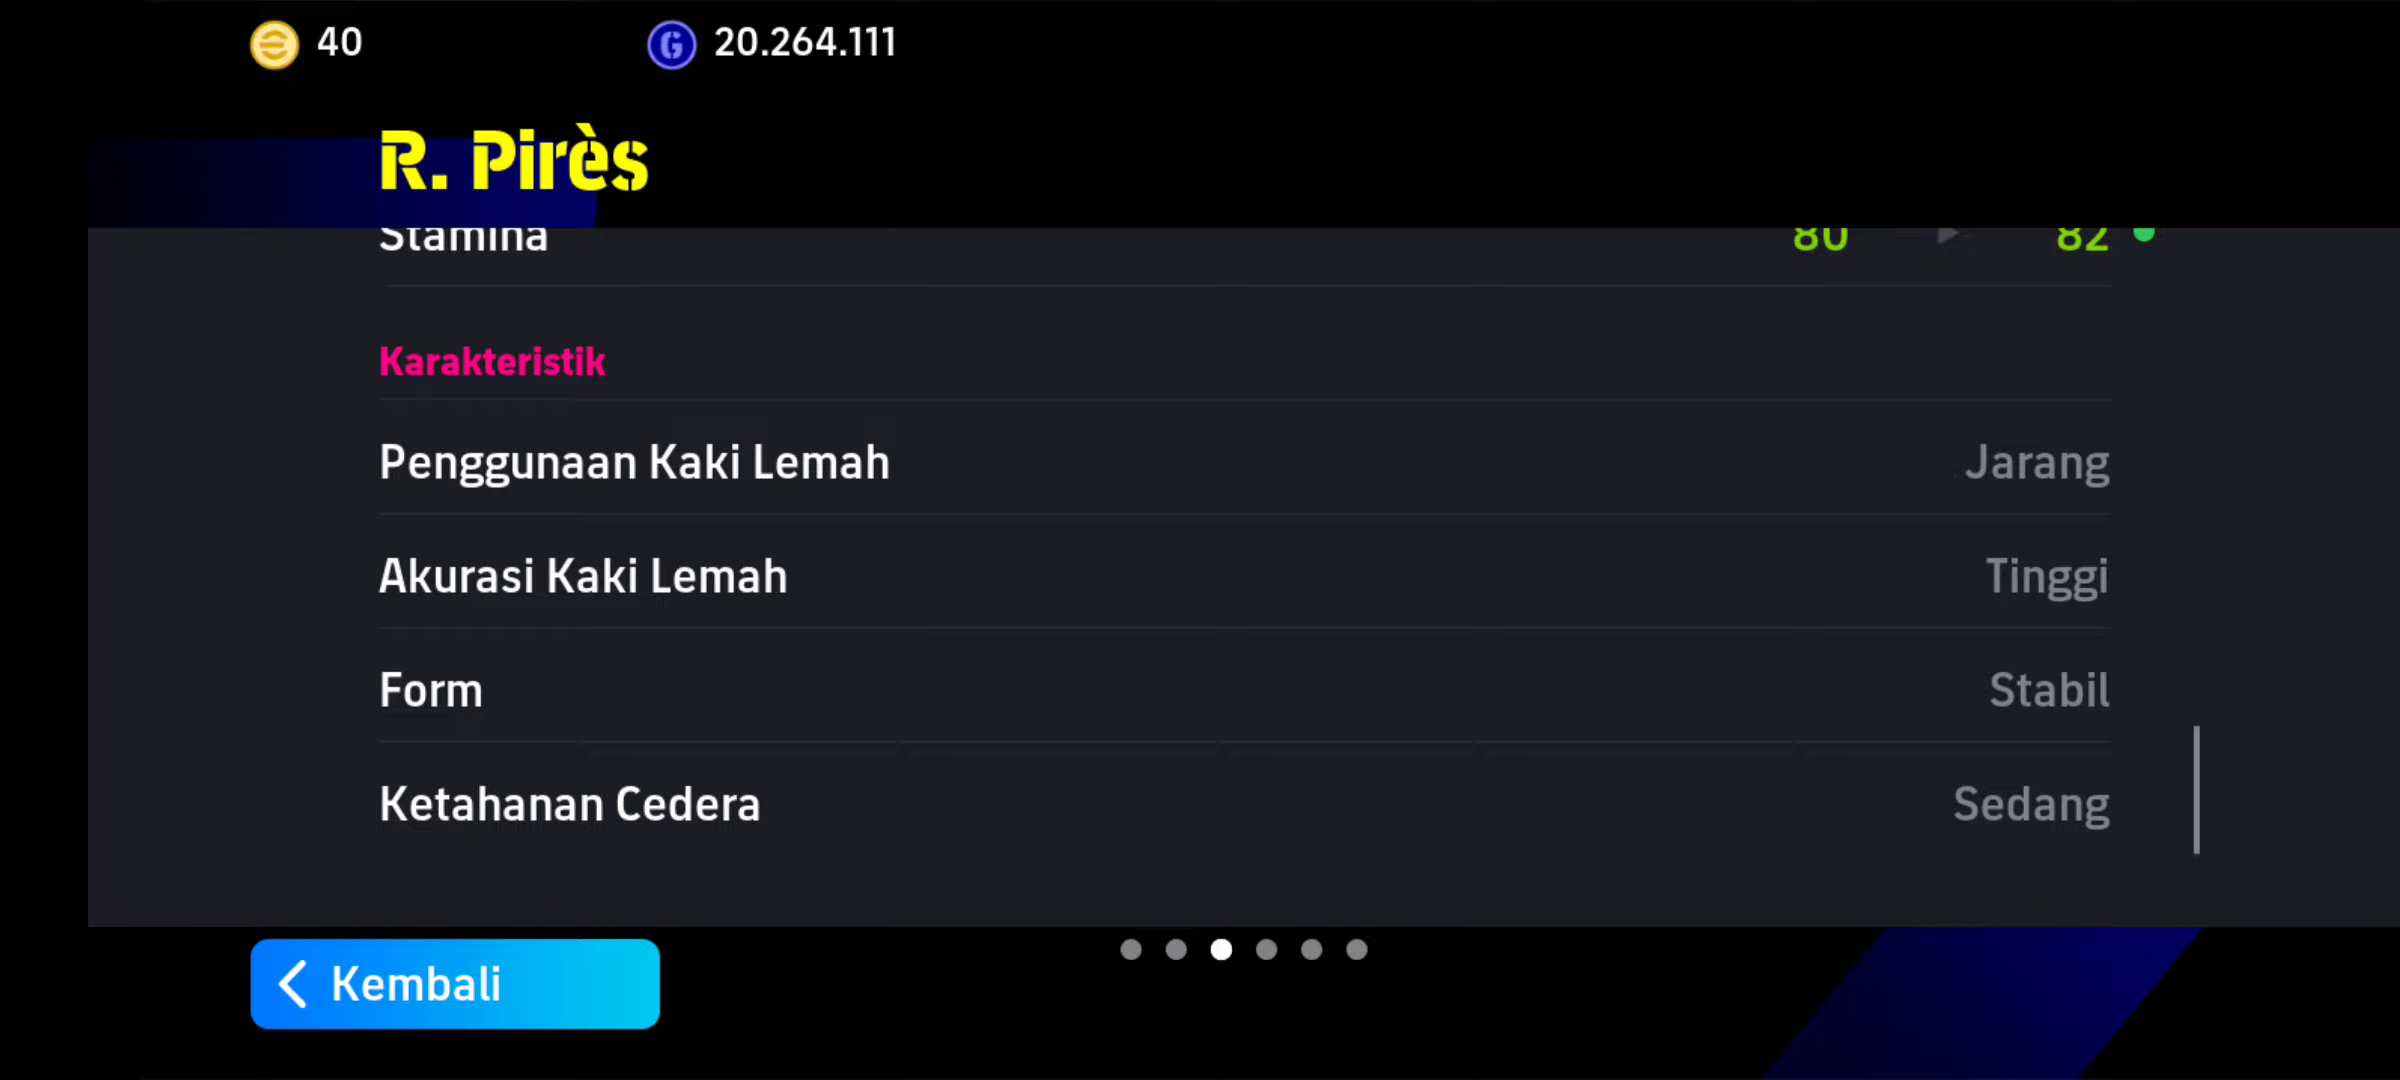 40 20.264.111
R. Pirès
Stamina 80 82
Karakteristik
Penggunaan Kaki Lemah Jarang
Akurasi Kaki Lemah Tinggi
Form Stabil
Ketahanan Cedera Sedang
Kembali